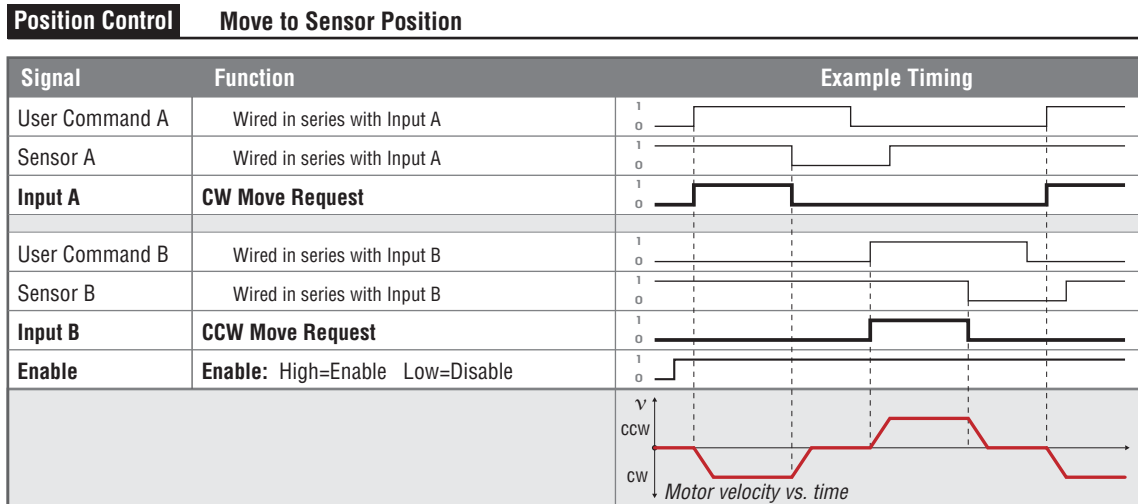 Position Control Move to Sensor Position
Signal Function Example Timing
User Command A Wired in series with Input A 1 0
Sensor A Wired in series with Input A 1 0
Input A CW Move Request 1 0
User Command B Wired in series with Input B 1 0
Sensor B Wired in series with Input B 1 0
Input B CCW Move Request 1 0
Enable Enable: High=Enable Low=Disable 1 0
v
CCW
CW
Motor velocity vs. time